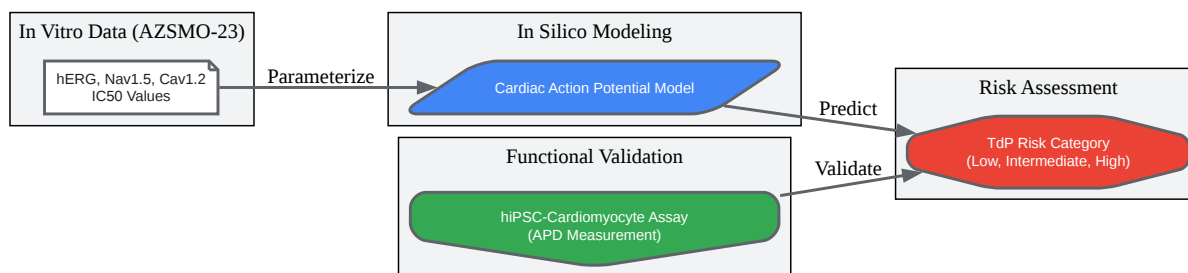 In Vitro Data (AZSMO-23)
hERG, Nav1.5, Cav1.2
IC50 Values
Parameterize
In Silico Modeling
Cardiac Action Potential Model
Predict
Functional Validation
hiPSC-Cardiomyocyte Assay
(APD Measurement)
Validate
Risk Assessment
TdP Risk Category
(Low, Intermediate, High)